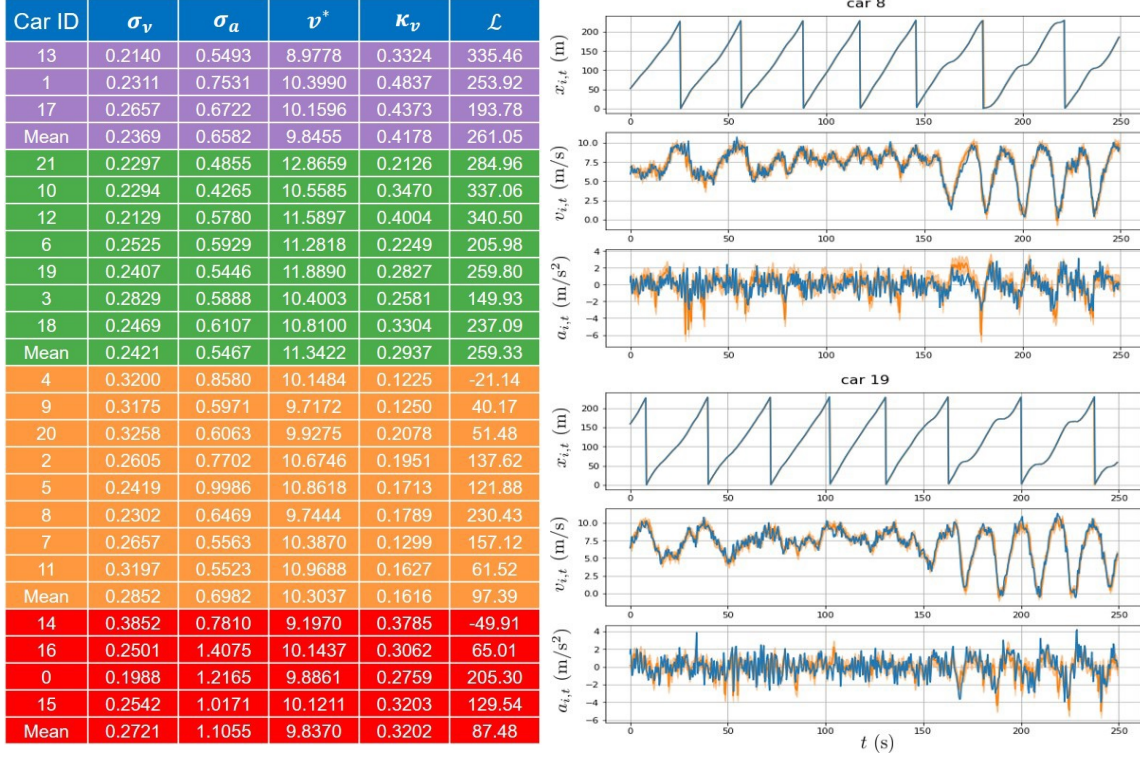 Car ID σ_v σ_a v* κ_v ℒ
13 0.2140 0.5493 8.9778 0.3324 335.46
1 0.2311 0.7531 10.3990 0.4837 253.92
17 0.2657 0.6722 10.1596 0.4373 193.78
Mean 0.2369 0.6582 9.8455 0.4178 261.05
21 0.2297 0.4855 12.8659 0.2126 284.96
10 0.2294 0.4265 10.5585 0.3470 337.06
12 0.2129 0.5780 11.5897 0.4004 340.50
6 0.2525 0.5929 11.2818 0.2249 205.98
19 0.2407 0.5446 11.8890 0.2827 259.80
3 0.2829 0.5888 10.4003 0.2581 149.93
18 0.2469 0.6107 10.8100 0.3304 237.09
Mean 0.2421 0.5467 11.3422 0.2937 259.33
4 0.3200 0.8580 10.1484 0.1225 -21.14
9 0.3175 0.5971 9.7172 0.1250 40.17
20 0.3258 0.6063 9.9275 0.2078 51.48
2 0.2605 0.7702 10.6746 0.1951 137.62
5 0.2419 0.9986 10.8618 0.1713 121.88
8 0.2302 0.6469 9.7444 0.1789 230.43
7 0.2657 0.5563 10.3870 0.1299 157.12
11 0.3197 0.5523 10.9688 0.1627 61.52
Mean 0.2852 0.6982 10.3037 0.1616 97.39
14 0.3852 0.7810 9.1970 0.3785 -49.91
16 0.2501 1.4075 10.1437 0.3062 65.01
0 0.1988 1.2165 9.8861 0.2759 205.30
15 0.2542 1.0171 10.1211 0.3203 129.54
Mean 0.2721 1.1055 9.8370 0.3202 87.48
car 8
x_{i,t} (m)
200
150
100
50
0
0 50 100 150 200 250
v_{i,t} (m/s)
10.0
7.5
5.0
2.5
0.0
0 50 100 150 200 250
a_{i,t} (m/s²)
4
2
0
−2
−4
−6
0 50 100 150 200 250
car 19
x_{i,t} (m)
200
150
100
50
0
0 50 100 150 200 250
v_{i,t} (m/s)
10.0
7.5
5.0
2.5
0.0
0 50 100 150 200 250
a_{i,t} (m/s²)
4
2
0
−2
−4
−6
0 50 100 150 200 250
t (s)